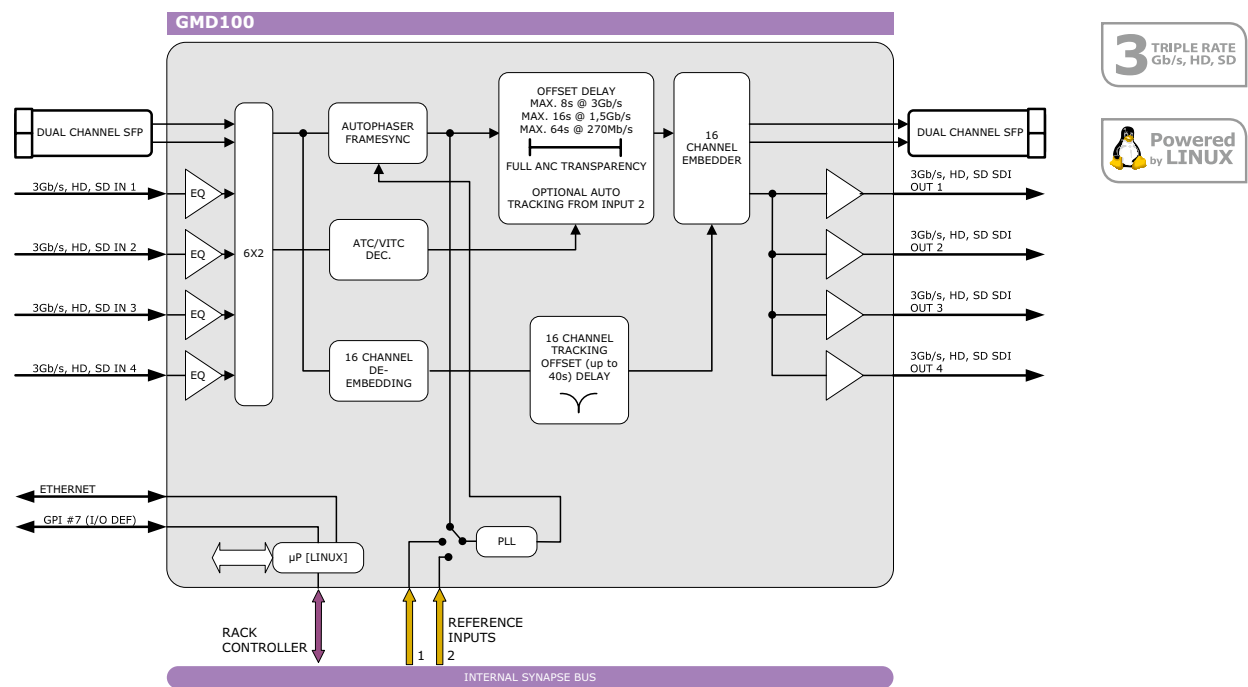 GMD100
3 TRIPLE RATE
Gb/s, HD, SD
Powered
by LINUX
DUAL CHANNEL SFP
3Gb/s, HD, SD IN 1
3Gb/s, HD, SD IN 2
3Gb/s, HD, SD IN 3
3Gb/s, HD, SD IN 4
EQ
EQ
EQ
EQ
6X2
AUTOPHASER
FRAMESYNC
ATC/VITC
DEC.
16 CHANNEL
DE-
EMBEDDING
OFFSET DELAY
MAX. 8s @ 3Gb/s
MAX. 16s @ 1,5Gb/s
MAX. 64s @ 270Mb/s
FULL ANC TRANSPARENCY
OPTIONAL AUTO
TRACKING FROM INPUT 2
16 CHANNEL
TRACKING
OFFSET (up to
40s) DELAY
16
CHANNEL
EMBEDDER
DUAL CHANNEL SFP
3Gb/s, HD, SD SDI
OUT 1
3Gb/s, HD, SD SDI
OUT 2
3Gb/s, HD, SD SDI
OUT 3
3Gb/s, HD, SD SDI
OUT 4
ETHERNET
GPI #7 (I/O DEF)
µP [LINUX]
PLL
RACK
CONTROLLER
REFERENCE
INPUTS
1 2
INTERNAL SYNAPSE BUS